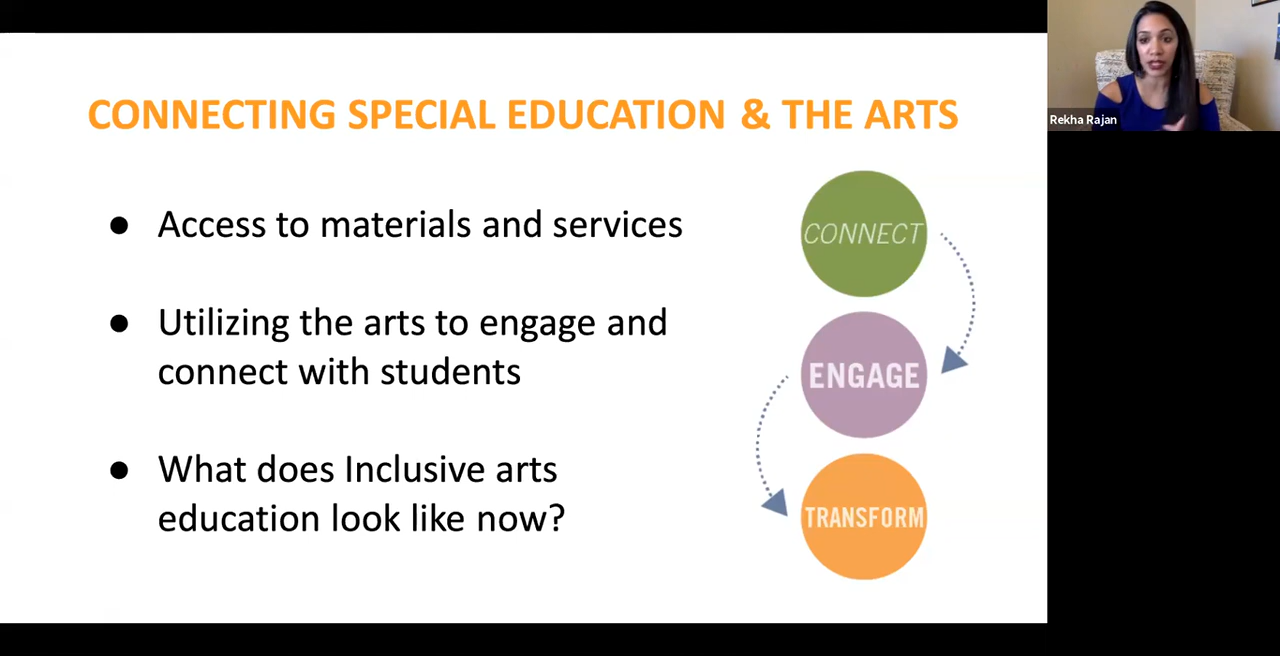 CONNECTING SPECIAL EDUCATION & THE ARTS
● Access to materials and services
● Utilizing the arts to engage and
connect with students
● What does Inclusive arts
education look like now?
CONNECT
ENGAGE
TRANSFORM
Rekha Rajan